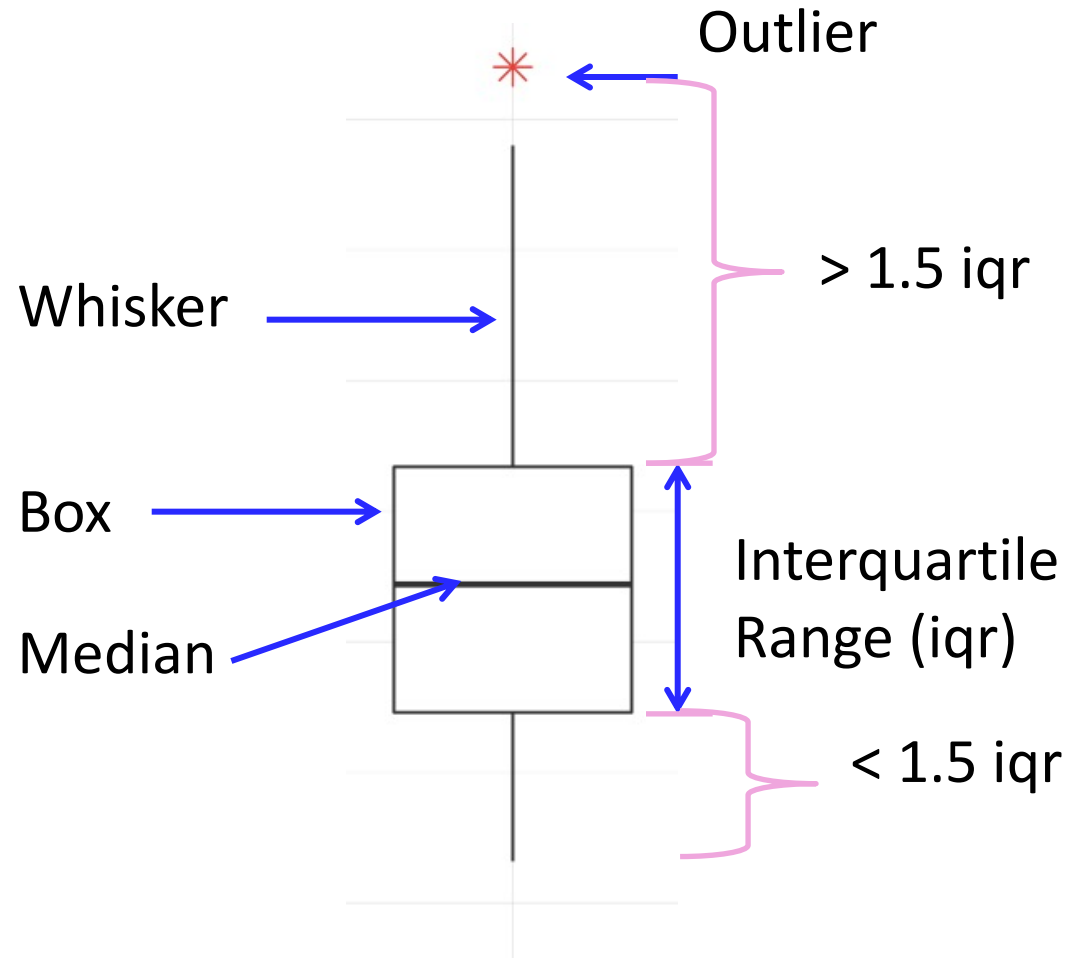 Outlier
> 1.5 iqr
Whisker
Box
Interquartile
Range (iqr)
Median
< 1.5 iqr